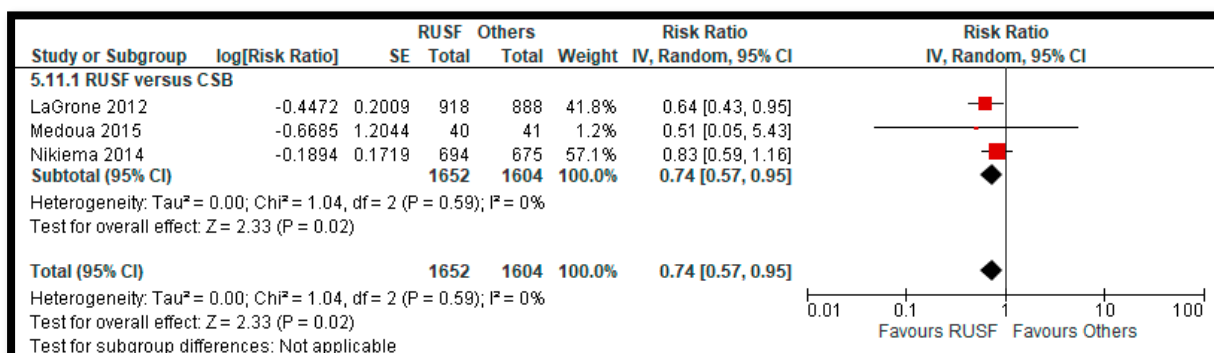 RUSF Others Risk Ratio Risk Ratio
Study or Subgroup log[Risk Ratio] SE Total Total Weight IV, Random, 95% CI IV, Random, 95% CI
5.11.1 RUSF versus CSB
LaGrone 2012 -0.4472 0.2009 918 888 41.8% 0.64 [0.43, 0.95]
Medoua 2015 -0.6685 1.2044 40 41 1.2% 0.51 [0.05, 5.43]
Nikiema 2014 -0.1894 0.1719 694 675 57.1% 0.83 [0.59, 1.16]
Subtotal (95% CI) 1652 1604 100.0% 0.74 [0.57, 0.95]
Heterogeneity: Tau² = 0.00; Chi² = 1.04, df = 2 (P = 0.59); I² = 0%
Test for overall effect: Z = 2.33 (P = 0.02)
Total (95% CI) 1652 1604 100.0% 0.74 [0.57, 0.95]
Heterogeneity: Tau² = 0.00; Chi² = 1.04, df = 2 (P = 0.59); I² = 0%
0.01 0.1 1 10 100
Test for overall effect: Z = 2.33 (P = 0.02)
Favours RUSF Favours Others
Test for subgroup differences: Not applicable